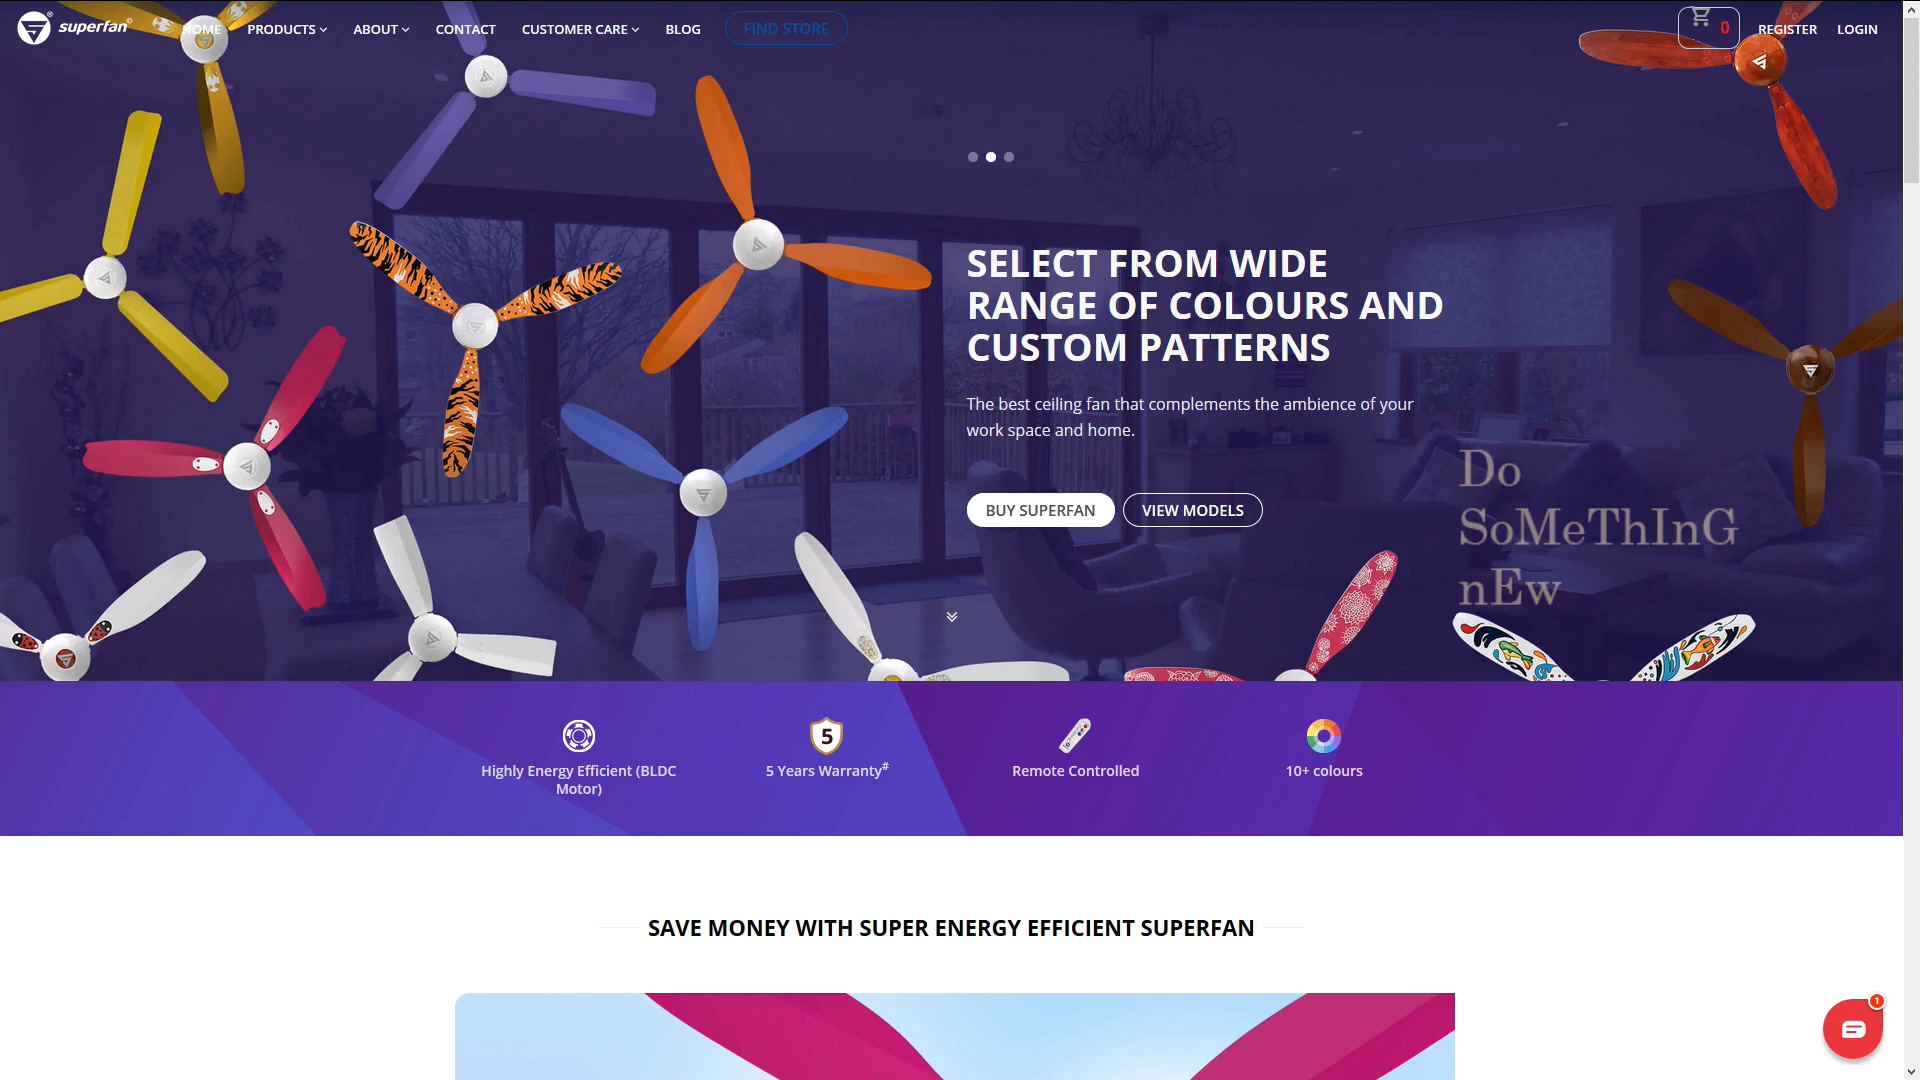 superfan
HOME
PRODUCTS
ABOUT
CONTACT
CUSTOMER CARE
BLOG
FIND STORE
0
REGISTER
LOGIN
SELECT FROM WIDE
RANGE OF COLOURS AND
CUSTOM PATTERNS
The best ceiling fan that complements the ambience of your
work space and home.
BUY SUPERFAN
VIEW MODELS
Do
SoMeThInG
nEw
Highly Energy Efficient (BLDC
Motor)
5
5 Years Warranty#
Remote Controlled
10+ colours
SAVE MONEY WITH SUPER ENERGY EFFICIENT SUPERFAN
1